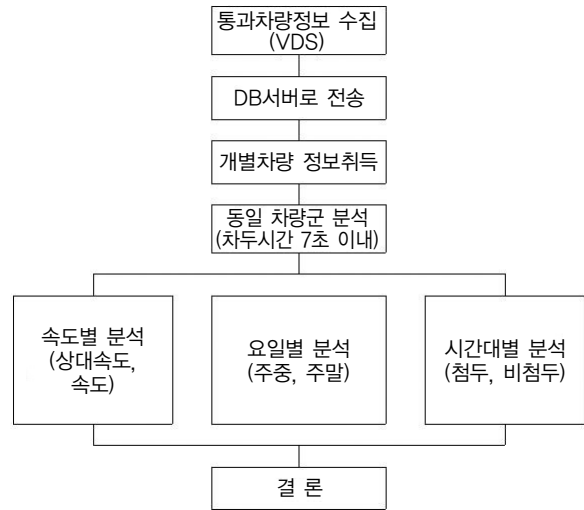 통과차량정보 수집
(VDS)
DB서버로 전송
개별차량 정보취득
동일 차량군 분석
(차두시간 7초 이내)
속도별 분석
(상대속도,
속도)
요일별 분석
(주중, 주말)
시간대별 분석
(첨두, 비첨두)
결 론